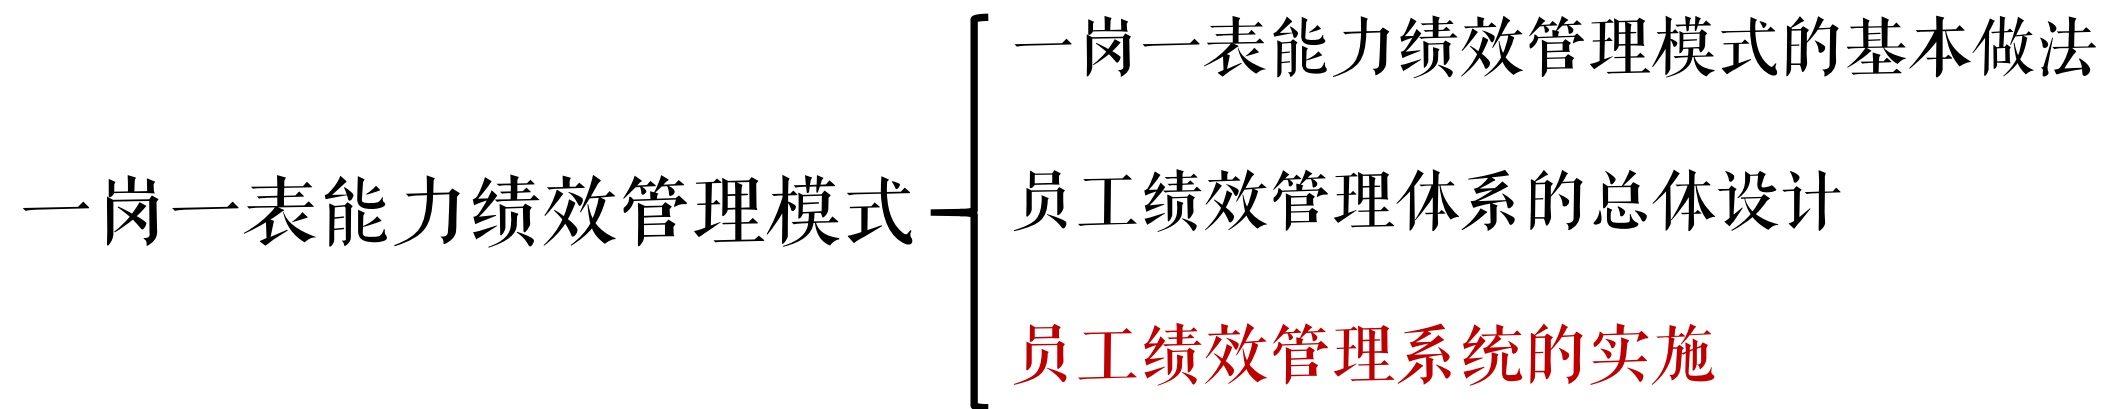 一岗一表能力绩效管理模式
一岗一表能力绩效管理模式的基本做法
员工绩效管理体系的总体设计
员工绩效管理系统的实施